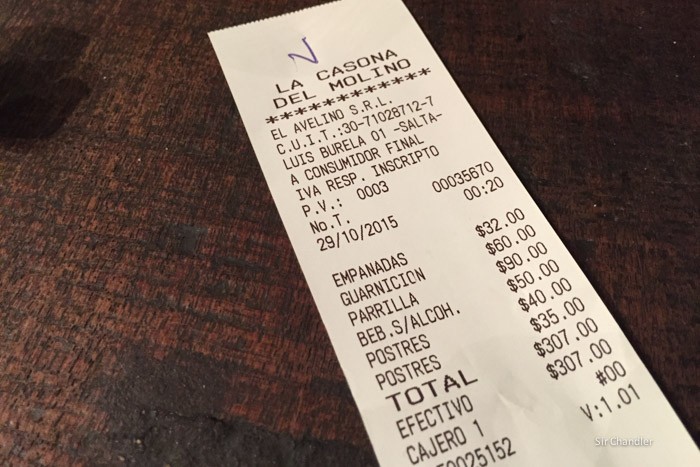 N
LA CASONA
DEL MOLINO
************
EL AVELINO S.R.L.
C.U.I.T.:30-71028712-7
LUIS BURELA 01 -SALTA-
A CONSUMIDOR FINAL
IVA RESP. INSCRIPTO
P.V.: 0003
No.T. 00035670
29/10/2015 00:20
EMPANADAS $32.00
GUARNICION $60.00
PARRILLA $90.00
BEB.S/ALCOH. $50.00
POSTRES $40.00
POSTRES $35.00
TOTAL $307.00
EFECTIVO $307.00
CAJERO 1 #00
V:1.01
Sir Chandler